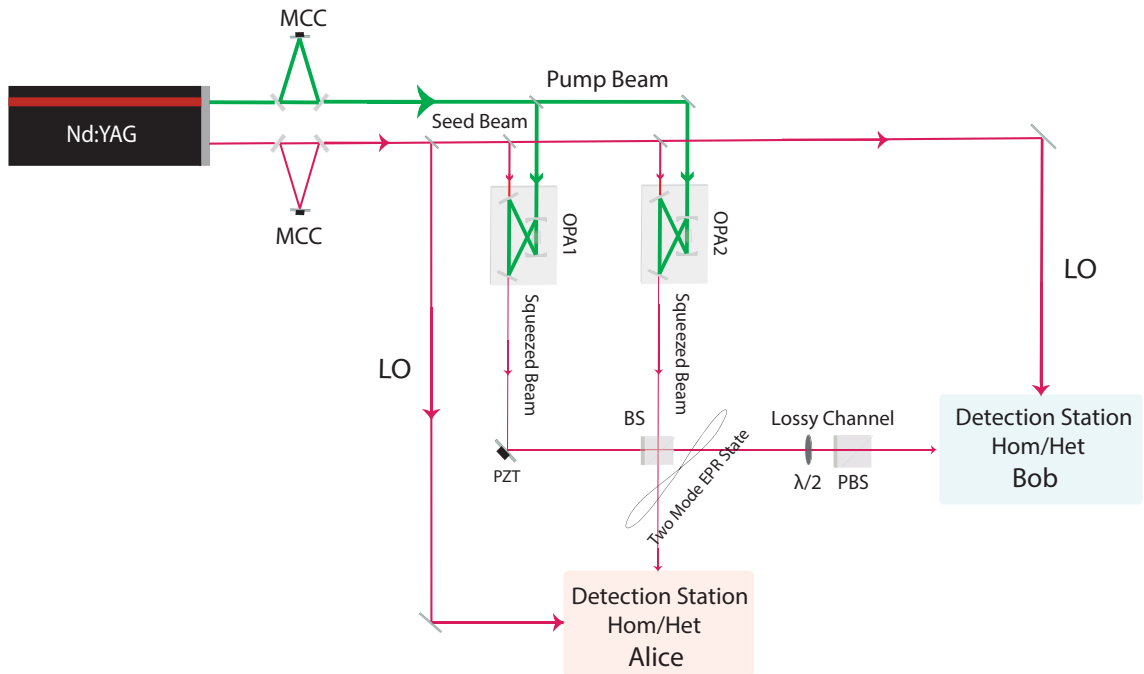 MCC
Pump Beam
Nd:YAG
Seed Beam
MCC
OPA1
OPA2
LO
LO
Squeezed Beam
Squeezed Beam
BS
Lossy Channel
Detection Station
Hom/Het
Bob
PZT
Two Mode EPR State
λ/2
PBS
Detection Station
Hom/Het
Alice